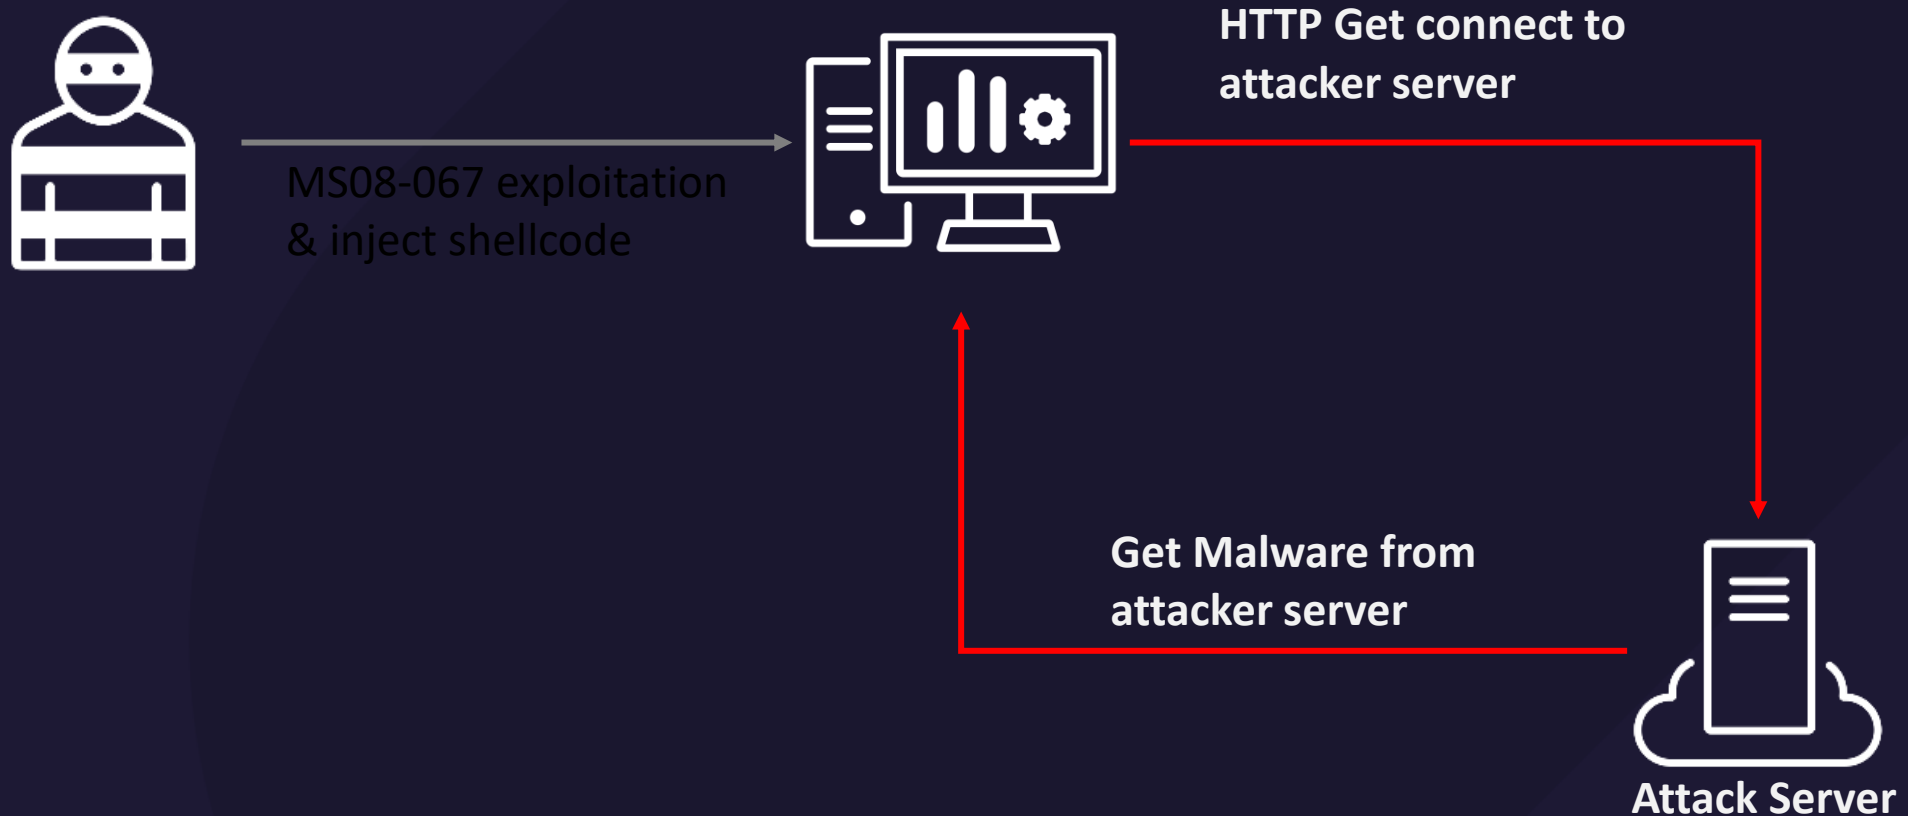 HTTP Get connect to
attacker server
MS08-067 exploitation
& inject shellcode
Get Malware from
attacker server
Attack Server